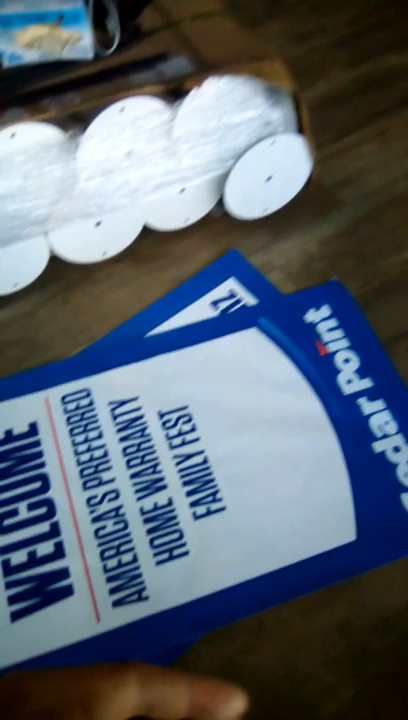 WELCOME
AMERICA'S PREFERRED
HOME WARRANTY
FAMILY FEST
Cedar Point